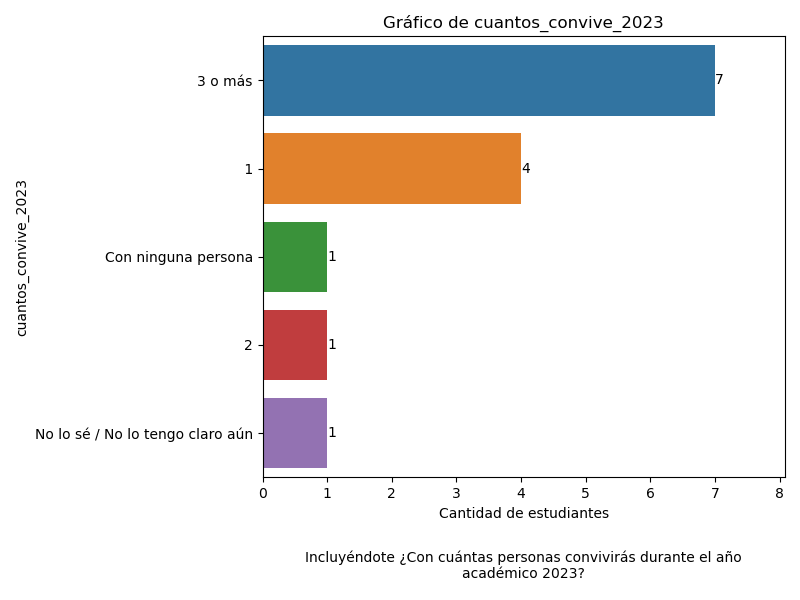 Gráfico de cuantos_convive_2023
cuantos_convive_2023
3 o más
7
1
4
Con ninguna persona
1
2
1
No lo sé / No lo tengo claro aún
1
0 1 2 3 4 5 6 7 8
Cantidad de estudiantes
Incluyéndote ¿Con cuántas personas convivirás durante el año
académico 2023?